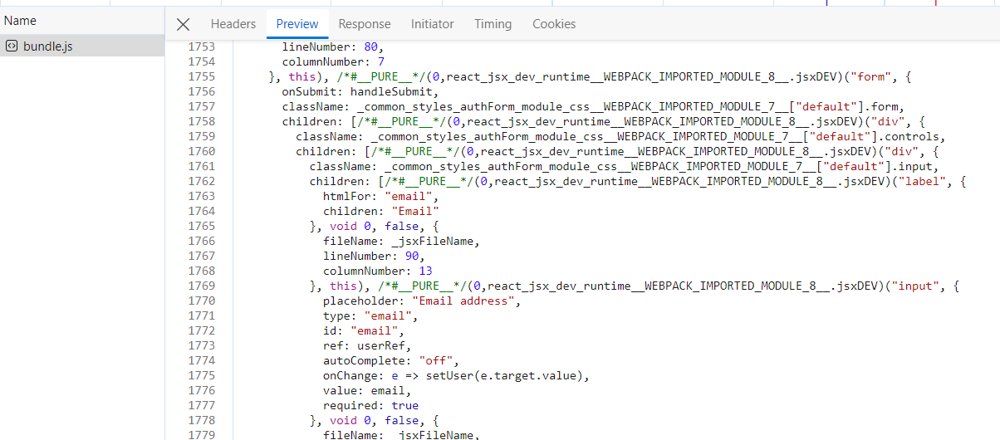 Name
Headers Preview Response Initiator Timing Cookies
bundle.js
1753 lineNumber: 80,
1754 columnNumber: 7
1755 }, this), /*#__PURE__*/(0,react_jsx_dev_runtime__WEBPACK_IMPORTED_MODULE_8__.jsxDEV)("form", {
1756 onSubmit: handleSubmit,
1757 className: _common_styles_authForm_module_css__WEBPACK_IMPORTED_MODULE_7__["default"].form,
1758 children: [/*#__PURE__*/(0,react_jsx_dev_runtime__WEBPACK_IMPORTED_MODULE_8__.jsxDEV)("div", {
1759 className: _common_styles_authForm_module_css__WEBPACK_IMPORTED_MODULE_7__["default"].controls,
1760 children: [/*#__PURE__*/(0,react_jsx_dev_runtime__WEBPACK_IMPORTED_MODULE_8__.jsxDEV)("div", {
1761 className: _common_styles_authForm_module_css__WEBPACK_IMPORTED_MODULE_7__["default"].input,
1762 children: [/*#__PURE__*/(0,react_jsx_dev_runtime__WEBPACK_IMPORTED_MODULE_8__.jsxDEV)("label", {
1763 htmlFor: "email",
1764 children: "Email"
1765 }, void 0, false, {
1766 fileName: _jsxFileName,
1767 lineNumber: 90,
1768 columnNumber: 13
1769 }, this), /*#__PURE__*/(0,react_jsx_dev_runtime__WEBPACK_IMPORTED_MODULE_8__.jsxDEV)("input", {
1770 placeholder: "Email address",
1771 type: "email",
1772 id: "email",
1773 ref: userRef,
1774 autoComplete: "off",
1775 onChange: e => setUser(e.target.value),
1776 value: email,
1777 required: true
1778 }, void 0, false, {
1779 fileName: _jsxFileName,